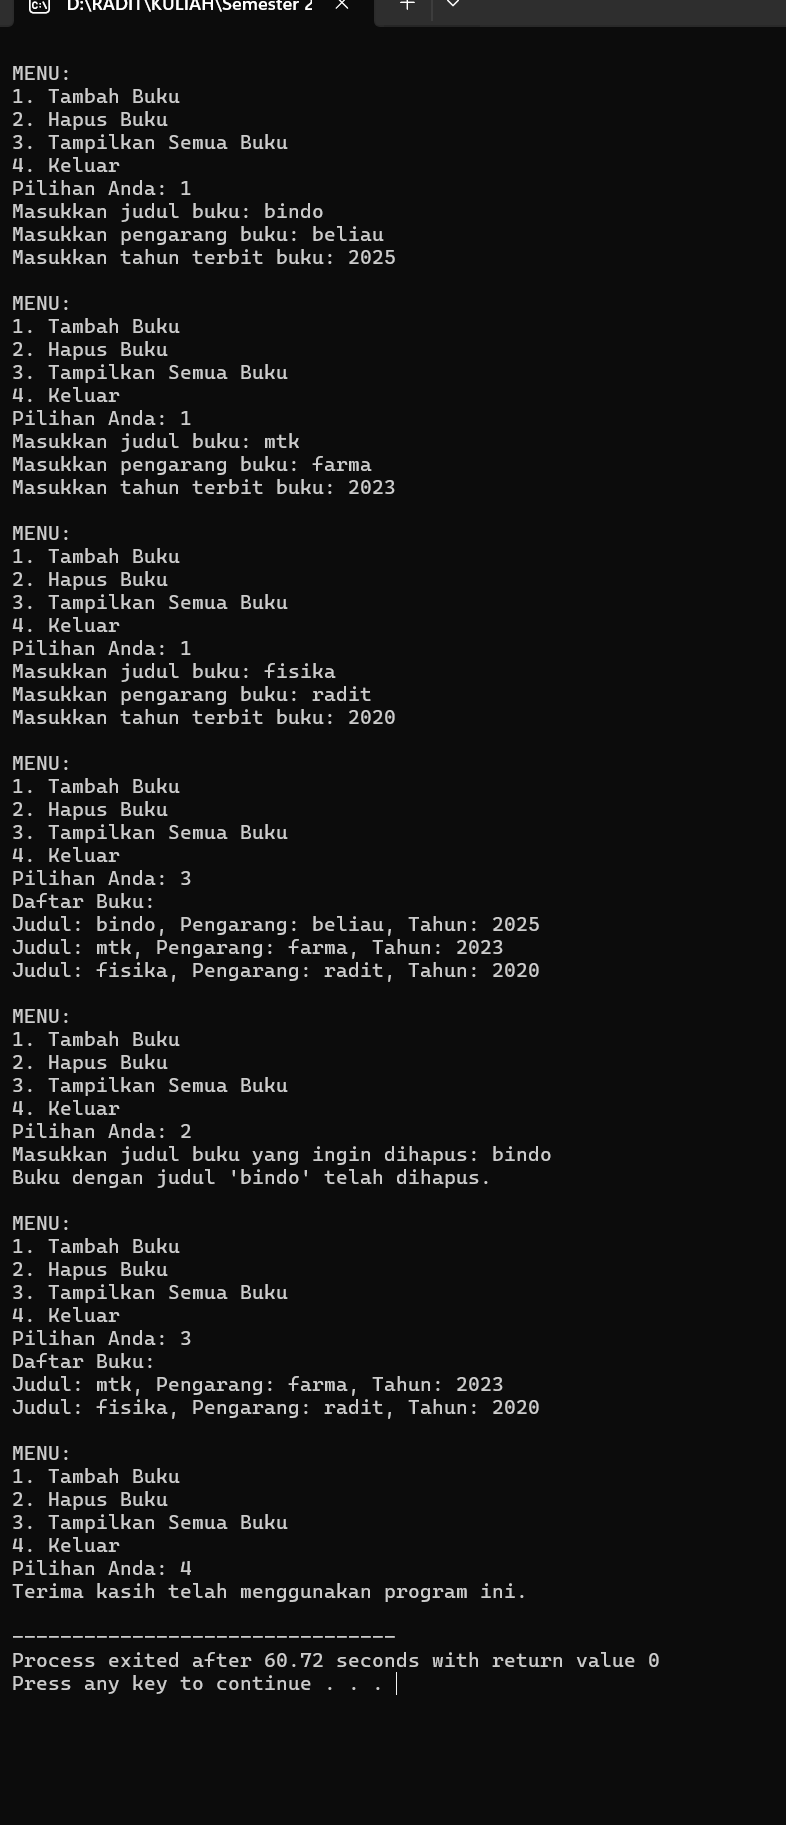 D:\RADIT\KULIAH\Semester 2
MENU:
1. Tambah Buku
2. Hapus Buku
3. Tampilkan Semua Buku
4. Keluar
Pilihan Anda: 1
Masukkan judul buku: bindo
Masukkan pengarang buku: beliau
Masukkan tahun terbit buku: 2025
MENU:
1. Tambah Buku
2. Hapus Buku
3. Tampilkan Semua Buku
4. Keluar
Pilihan Anda: 1
Masukkan judul buku: mtk
Masukkan pengarang buku: farma
Masukkan tahun terbit buku: 2023
MENU:
1. Tambah Buku
2. Hapus Buku
3. Tampilkan Semua Buku
4. Keluar
Pilihan Anda: 1
Masukkan judul buku: fisika
Masukkan pengarang buku: radit
Masukkan tahun terbit buku: 2020
MENU:
1. Tambah Buku
2. Hapus Buku
3. Tampilkan Semua Buku
4. Keluar
Pilihan Anda: 3
Daftar Buku:
Judul: bindo, Pengarang: beliau, Tahun: 2025
Judul: mtk, Pengarang: farma, Tahun: 2023
Judul: fisika, Pengarang: radit, Tahun: 2020
MENU:
1. Tambah Buku
2. Hapus Buku
3. Tampilkan Semua Buku
4. Keluar
Pilihan Anda: 2
Masukkan judul buku yang ingin dihapus: bindo
Buku dengan judul 'bindo' telah dihapus.
MENU:
1. Tambah Buku
2. Hapus Buku
3. Tampilkan Semua Buku
4. Keluar
Pilihan Anda: 3
Daftar Buku:
Judul: mtk, Pengarang: farma, Tahun: 2023
Judul: fisika, Pengarang: radit, Tahun: 2020
MENU:
1. Tambah Buku
2. Hapus Buku
3. Tampilkan Semua Buku
4. Keluar
Pilihan Anda: 4
Terima kasih telah menggunakan program ini.
--------------------------------
Process exited after 60.72 seconds with return value 0
Press any key to continue . . .